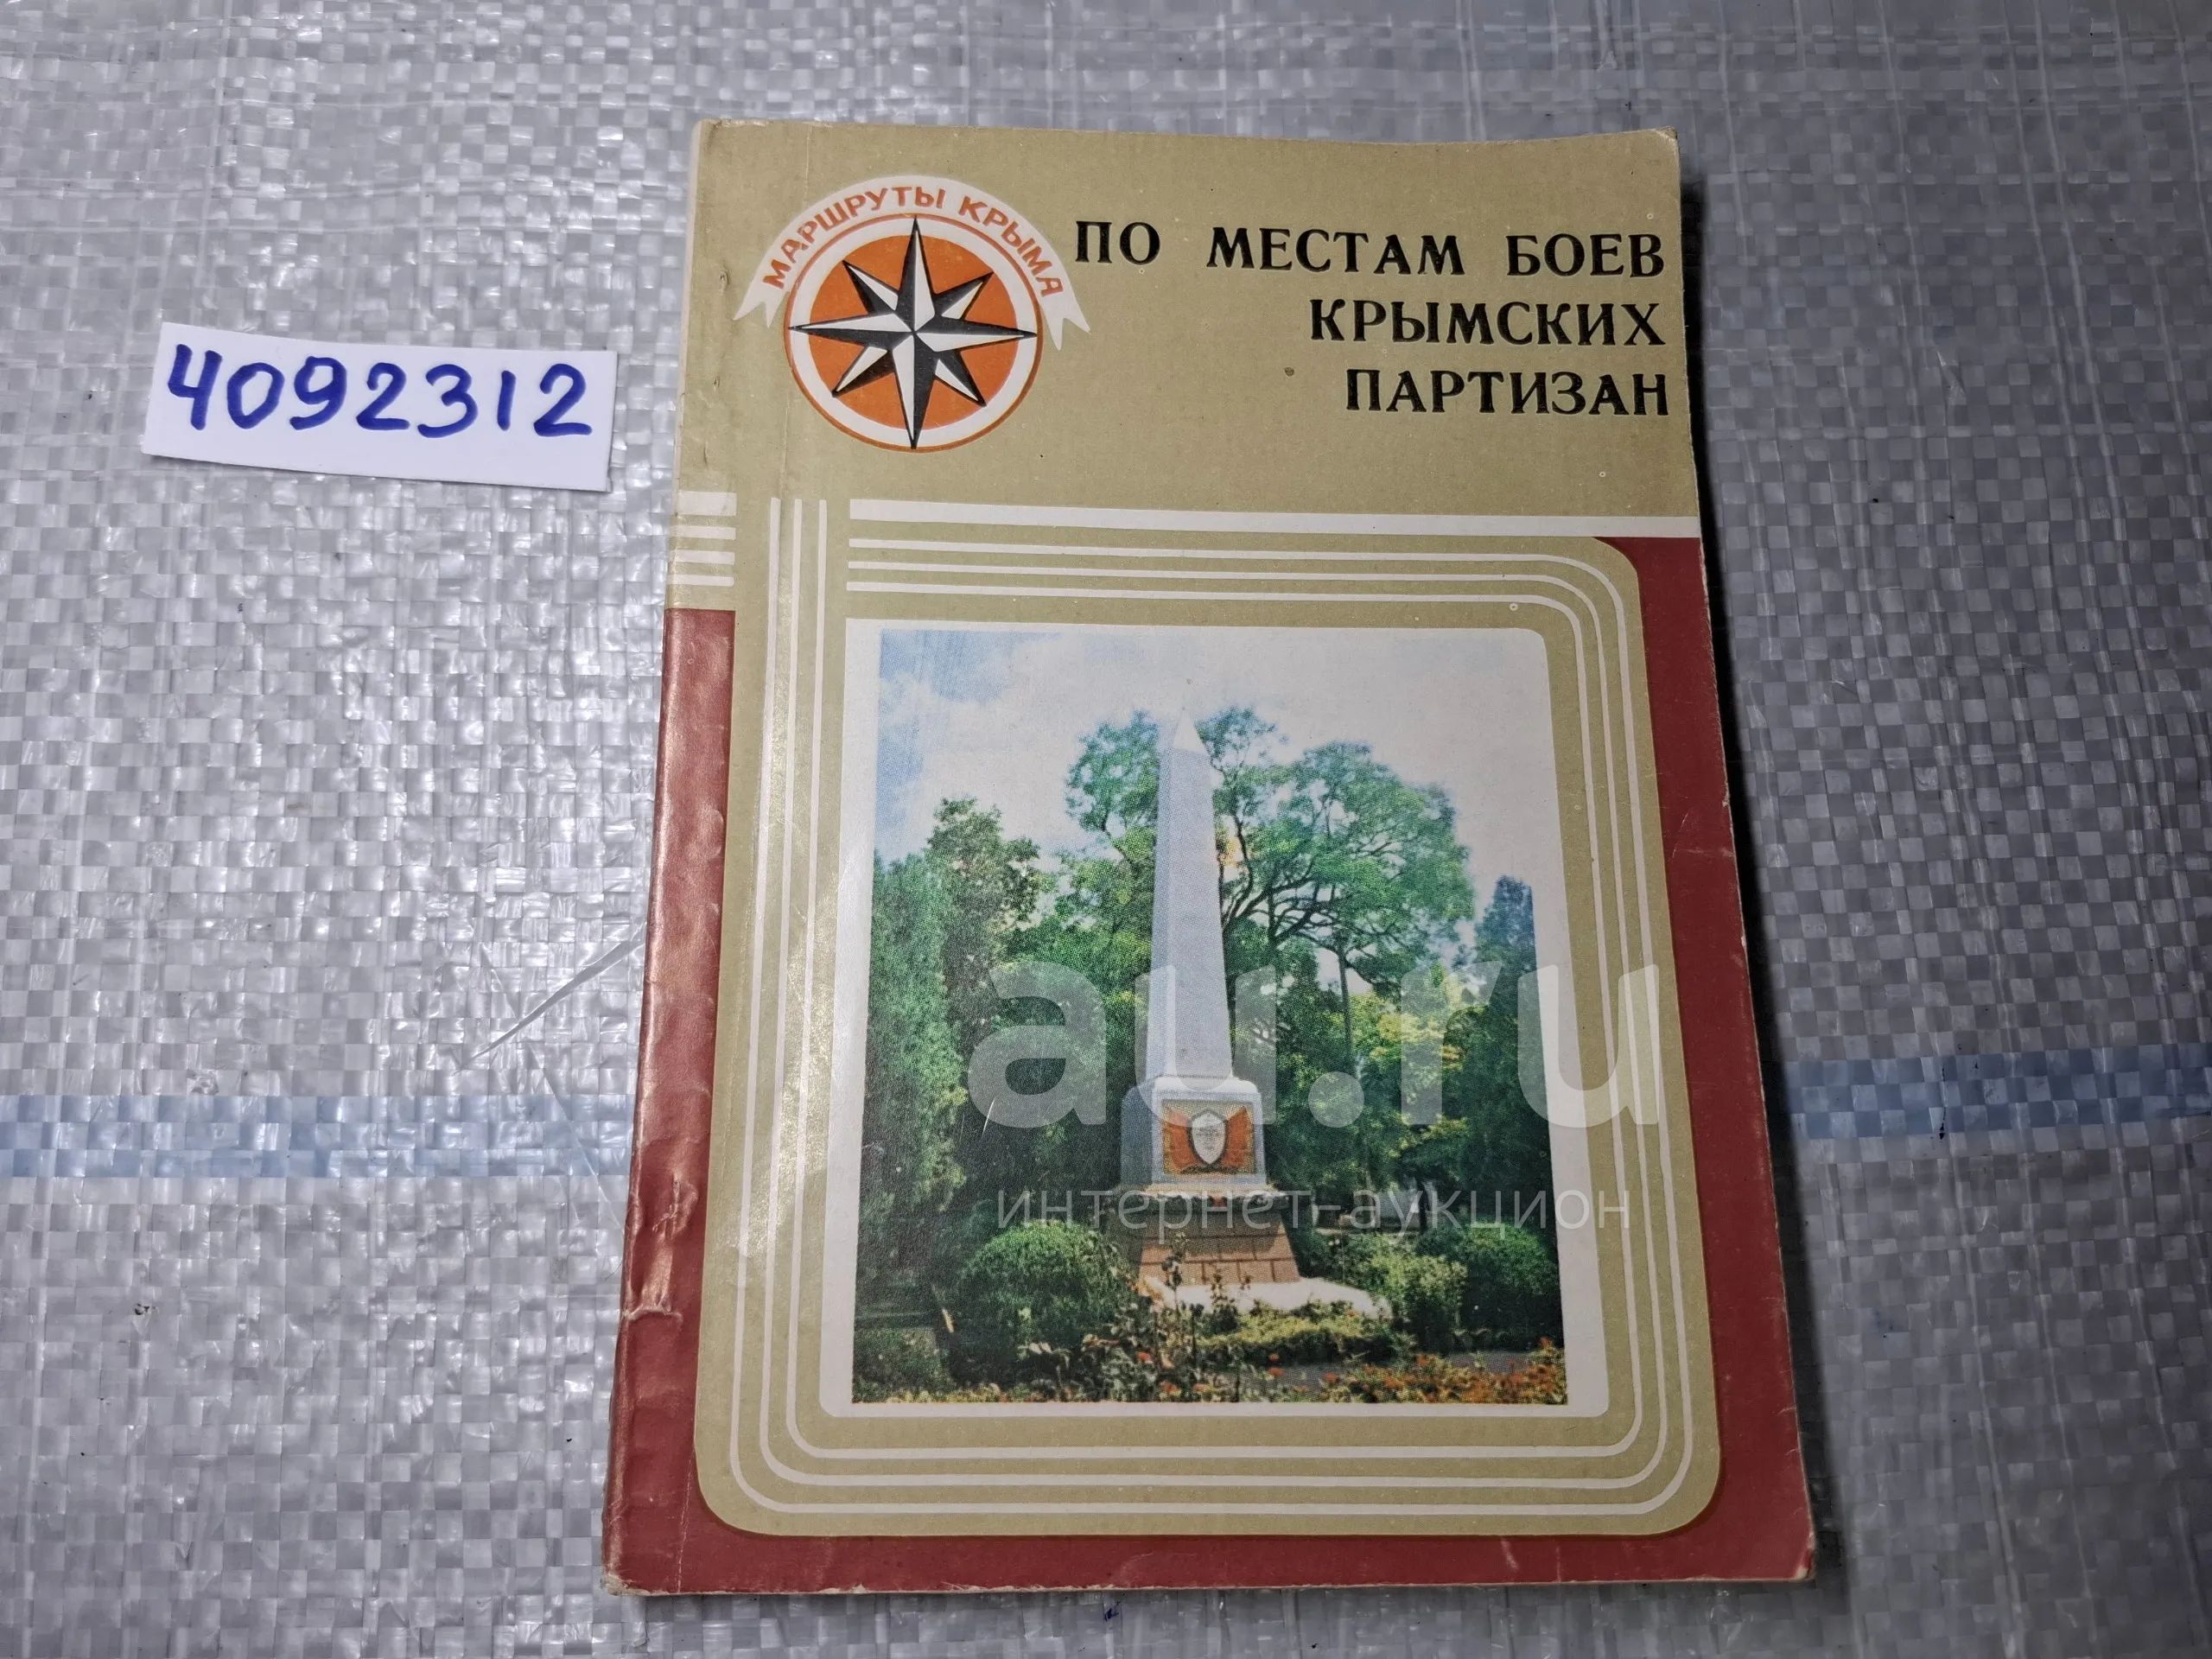 МАРШРУТЫ КРЫМА
ПО МЕСТАМ БОЕВ
КРЫМСКИХ
ПАРТИЗАН
4092312
au.ru
интернет-аукцион